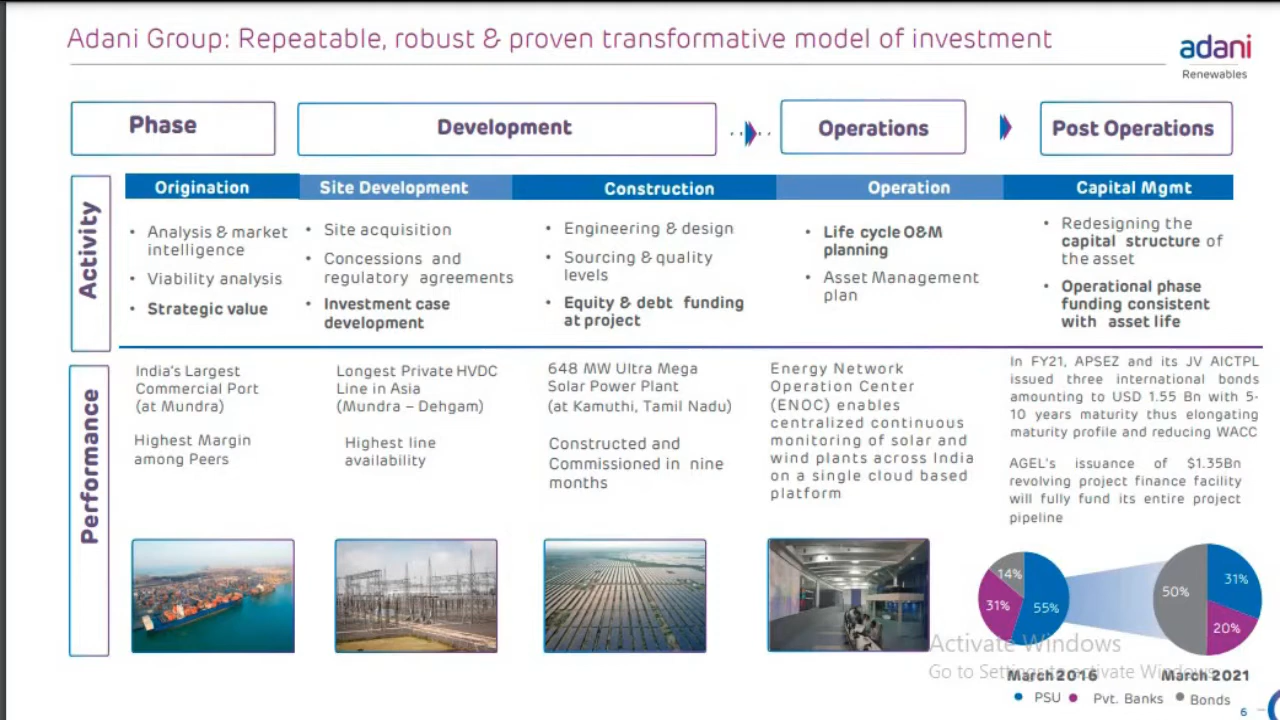 Adani Group: Repeatable, robust & proven transformative model of investment
adani
Renewables
Phase
Development
Operations
Post Operations
Activity
Origination
Site Development
Construction
Operation
Capital Mgmt
• Analysis & market
intelligence
• Viability analysis
• Strategic value
• Site acquisition
• Concessions and
regulatory agreements
• Investment case
development
• Engineering & design
• Sourcing & quality
levels
• Equity & debt funding
at project
• Life cycle O&M
planning
• Asset Management
plan
• Redesigning the
capital structure of
the asset
• Operational phase
funding consistent
with asset life
Performance
India's Largest
Commercial Port
(at Mundra)
Highest Margin
among Peers
Longest Private HVDC
Line in Asia
(Mundra – Dehgam)
Highest line
availability
648 MW Ultra Mega
Solar Power Plant
(at Kamuthi, Tamil Nadu)
Constructed and
Commissioned in nine
months
Energy Network
Operation Center
(ENOC) enables
centralized continuous
monitoring of solar and
wind plants across India
on a single cloud based
platform
In FY21, APSEZ and its JV AICTPL
issued three international bonds
amounting to USD 1.55 Bn with 5-
10 years maturity thus elongating
maturity profile and reducing WACC
AGEL's issuance of $1.35Bn
revolving project finance facility
will fully fund its entire project
pipeline
14%
31%
55%
50%
31%
20%
Activate Windows
Go to Settings to activate Windows.
March 2016
March 2021
PSU Pvt. Banks Bonds
6